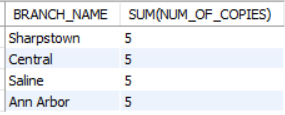 BRANCH_NAME SUM(NUM_OF_COPIES)
Sharpstown 5
Central 5
Saline 5
Ann Arbor 5